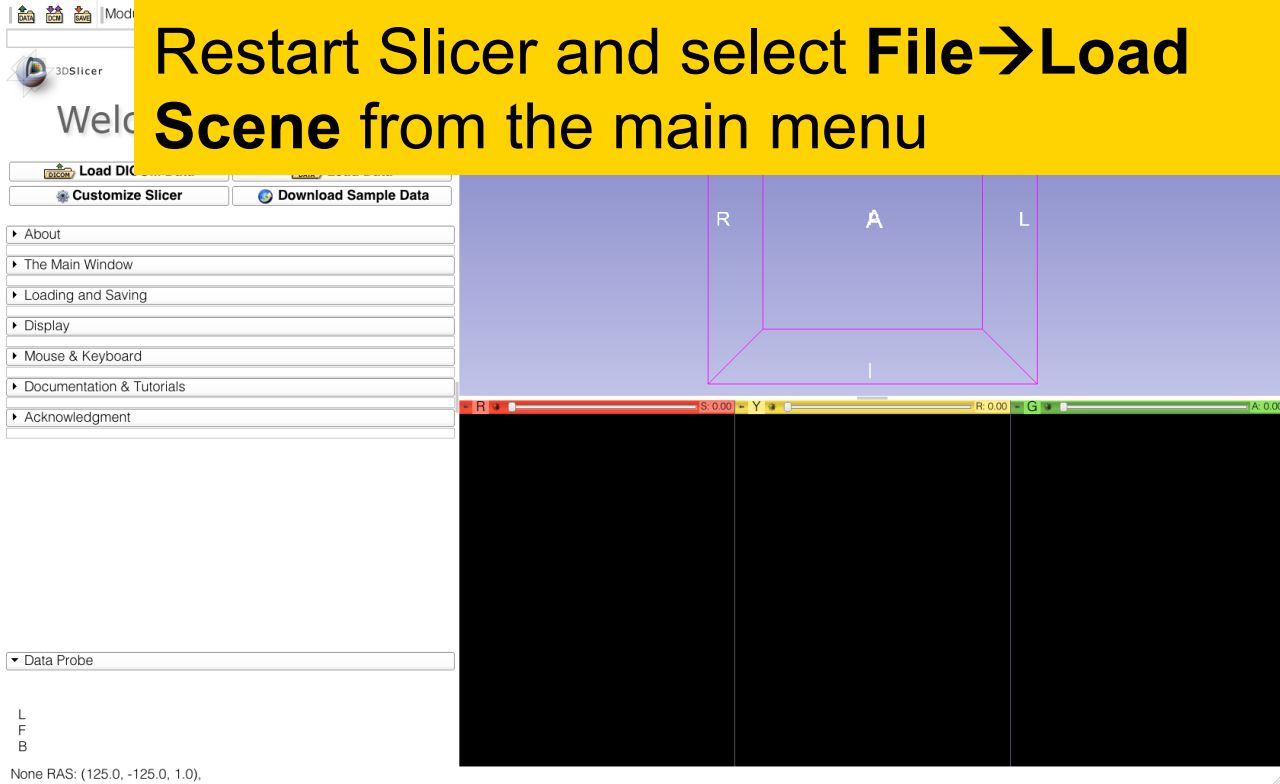 DATA DCM SAVE Modu
Restart Slicer and select File→Load
Scene from the main menu
3DSlicer
Welc
DICOM Load DI
Customize Slicer Download Sample Data
R A L
About
The Main Window
Loading and Saving
Display
Mouse & Keyboard
I
Documentation & Tutorials
R S: 0.00 Y R: 0.00 G A: 0.00
Acknowledgment
Data Probe
L
F
B
None RAS: (125.0, -125.0, 1.0),